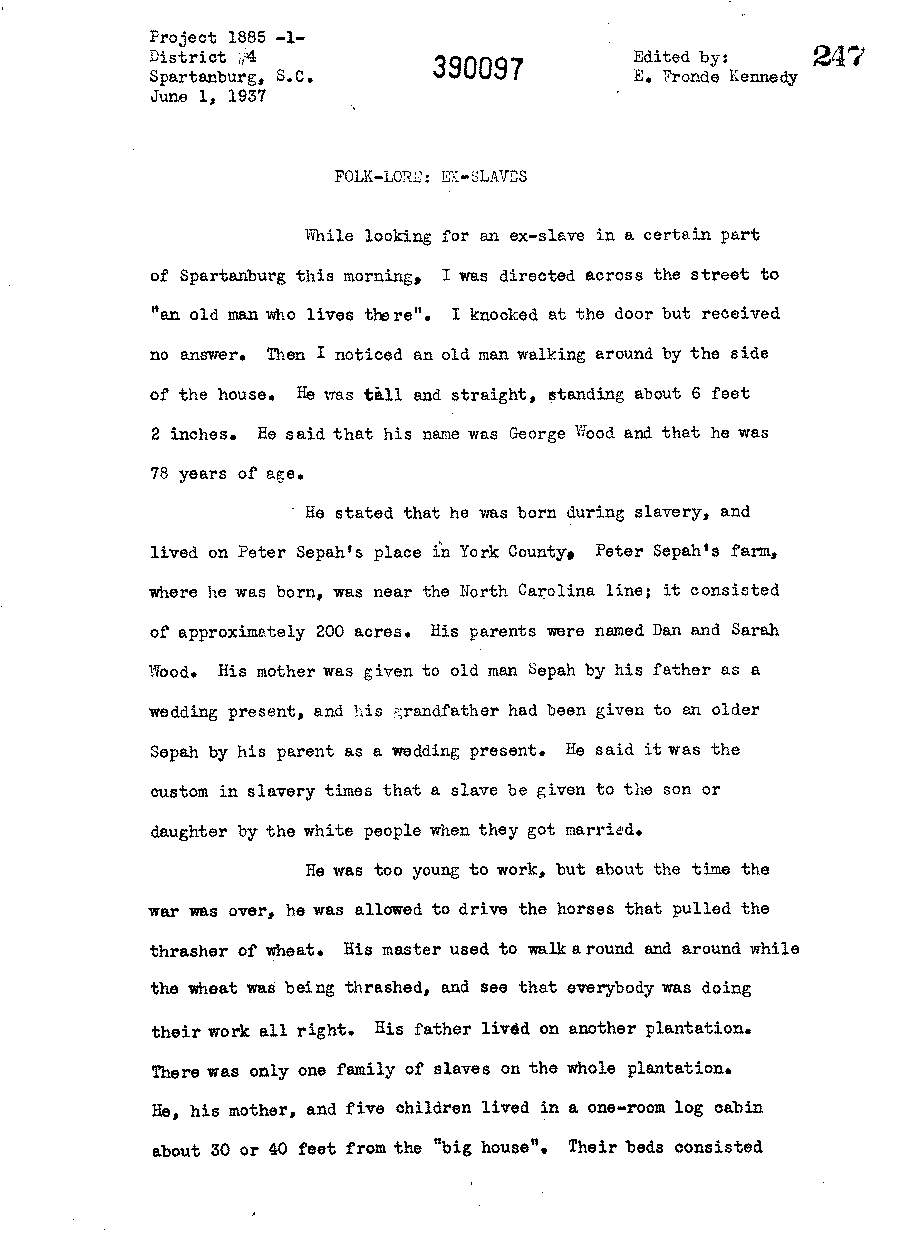 Project 1885 -1-
District #4
Spartanburg, S.C.
June 1, 1937
390097
Edited by:
E. Fronde Kennedy
247
FOLK-LORE: EX-SLAVES
While looking for an ex-slave in a certain part
of Spartanburg this morning, I was directed across the street to
"an old man who lives there". I knocked at the door but received
no answer. Then I noticed an old man walking around by the side
of the house. He was tall and straight, standing about 6 feet
2 inches. He said that his name was George Wood and that he was
78 years of age.
He stated that he was born during slavery, and
lived on Peter Sepah's place in York County. Peter Sepah's farm,
where he was born, was near the North Carolina line; it consisted
of approximately 200 acres. His parents were named Dan and Sarah
Wood. His mother was given to old man Sepah by his father as a
wedding present, and his grandfather had been given to an older
Sepah by his parent as a wedding present. He said it was the
custom in slavery times that a slave be given to the son or
daughter by the white people when they got married.
He was too young to work, but about the time the
war was over, he was allowed to drive the horses that pulled the
thrasher of wheat. His master used to walk around and around while
the wheat was being thrashed, and see that everybody was doing
their work all right. His father lived on another plantation.
There was only one family of slaves on the whole plantation.
He, his mother, and five children lived in a one-room log cabin
about 30 or 40 feet from the "big house". Their beds consisted